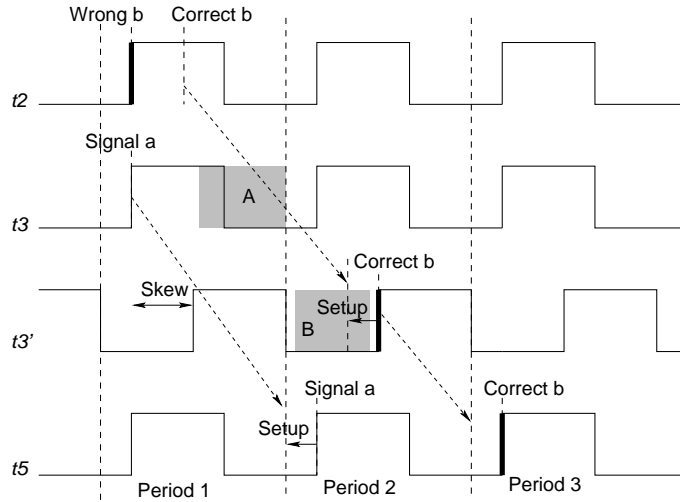 Wrong b
Correct b
t2
Signal a
A
t3
Correct b
Skew
Setup
B
t3'
Signal a
Correct b
Setup
t5
Period 1
Period 2
Period 3